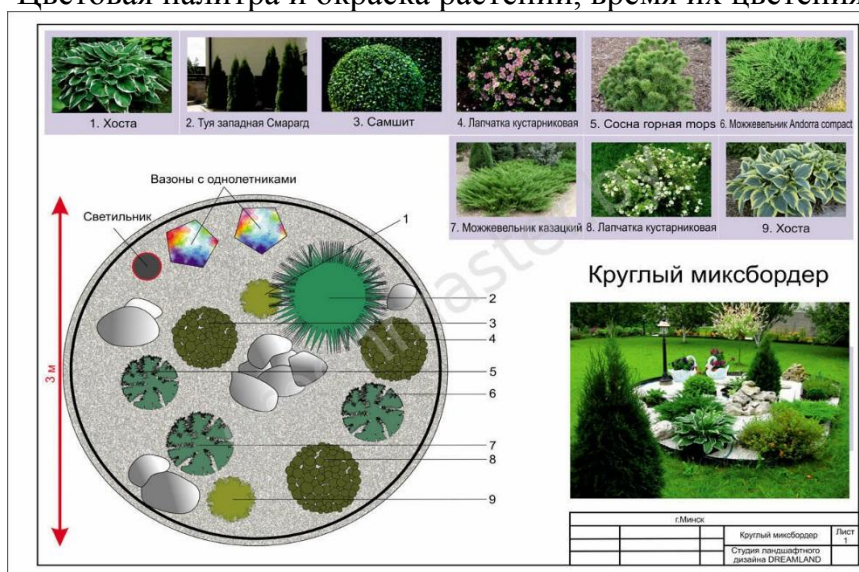 Цветовая палитра и окраска растений, время их цветения
1. Хоста
2. Туя западная Смарагд
3. Самшит
4. Лапчатка кустарниковая
5. Сосна горная mops
6. Можжевельник Andorra compact
7. Можжевельник казацкий
8. Лапчатка кустарниковая
9. Хоста
Вазоны с однолетниками
Светильник
3 м
1
2
3
4
5
6
7
8
9
Круглый миксбордер
г.Минск
Круглый миксбордер
Лист
1
Студия ландшафтного
дизайна DREAMLAND